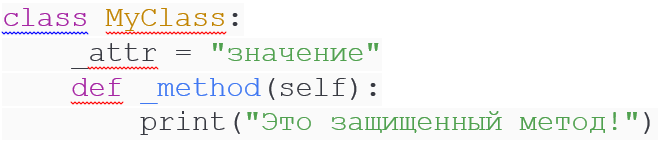 class MyClass:
    _attr = "значение"
    def _method(self):
        print("Это защищенный метод!")